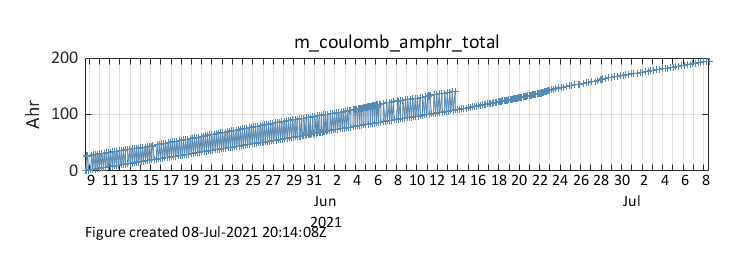 m_coulomb_amphr_total
Ahr
200
100
0
9 11 13 15 17 19 21 23 25 27 29 31 2 4 6 8 10 12 14 16 18 20 22 24 26 28 30 2 4 6 8
Jun Jul
2021
Figure created 08-Jul-2021 20:14:08Z